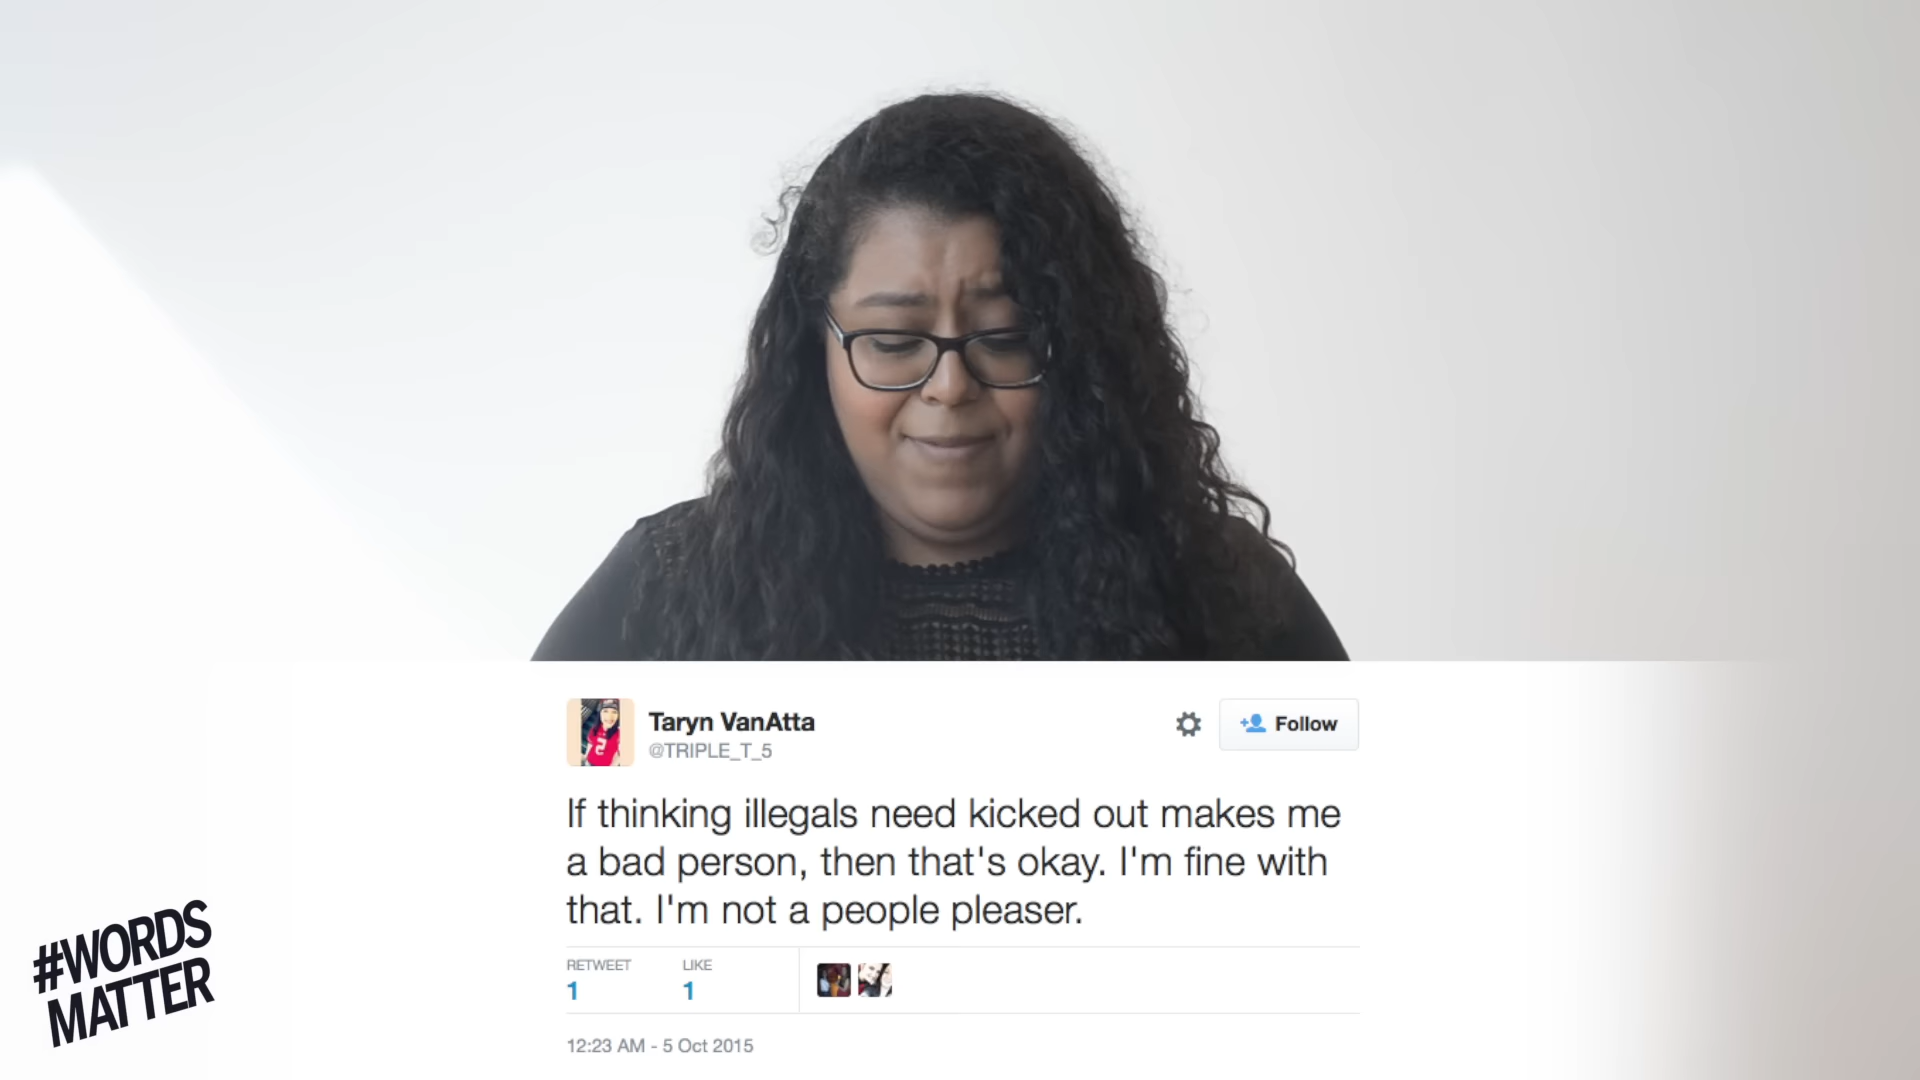 Taryn VanAtta
@TRIPLE_T_5
Follow
If thinking illegals need kicked out makes me
a bad person, then that's okay. I'm fine with
that. I'm not a people pleaser.
RETWEET LIKE
1 1
12:23 AM - 5 Oct 2015
#WORDS
MATTER
2